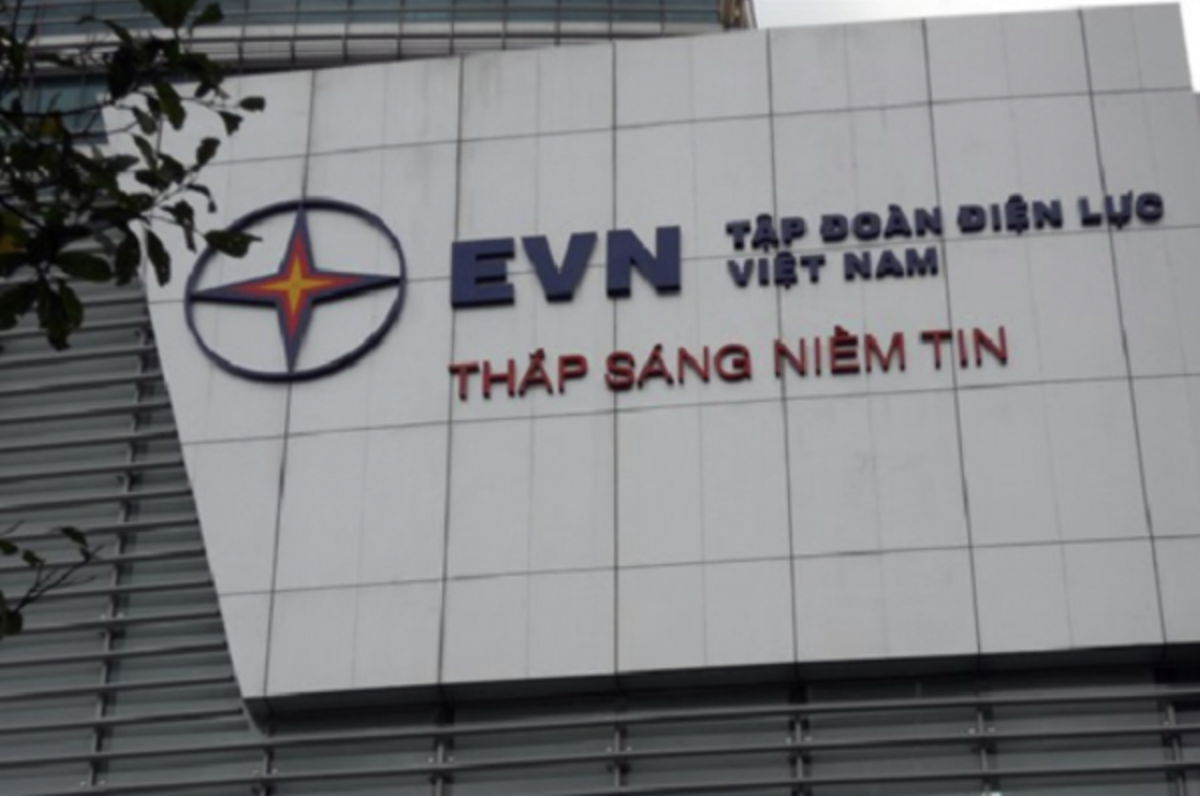 EVN TẬP ĐOÀN ĐIỆN LỰC
VIỆT NAM
THẮP SÁNG NIỀM TIN